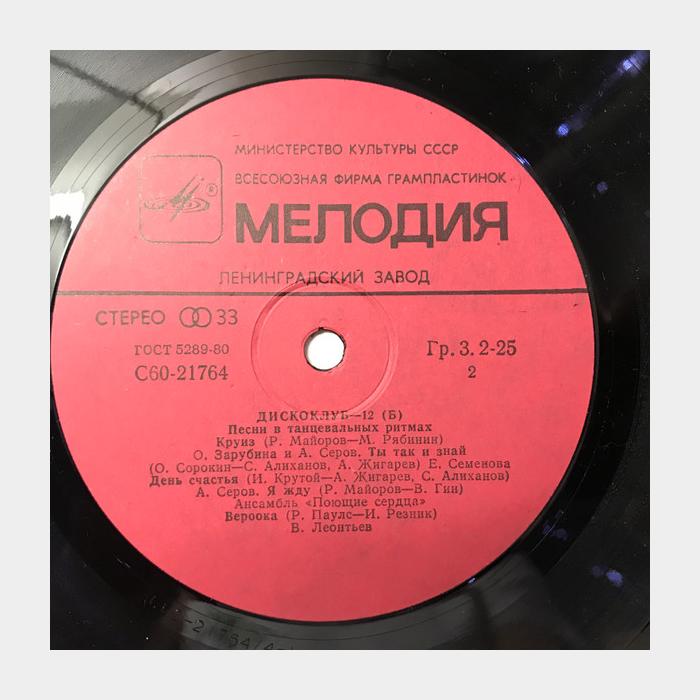 МИНИСТЕРСТВО КУЛЬТУРЫ СССР
ВСЕСОЮЗНАЯ ФИРМА ГРАМПЛАСТИНОК
®
МЕЛОДИЯ
ЛЕНИНГРАДСКИЙ ЗАВОД
СТЕРЕО 33
ГОСТ 5289-80
Гр. 3. 2-25
С60-21764
2
ДИСКОКЛУБ—12 (Б)
Песни в танцевальных ритмах
Круиз (Р. Майоров—М. Рябинин)
О. Зарубина и А. Серов. Ты так и знай
(О. Сорокин—С. Алиханов, А. Жигарев) Е. Семенова
День счастья (И. Крутой—А. Жигарев, С. Алиханов)
А. Серов. Я жду (Р. Майоров—В. Гин)
Ансамбль «Поющие сердца»
Вероока (Р. Паулс—И. Резник)
В. Леонтьев